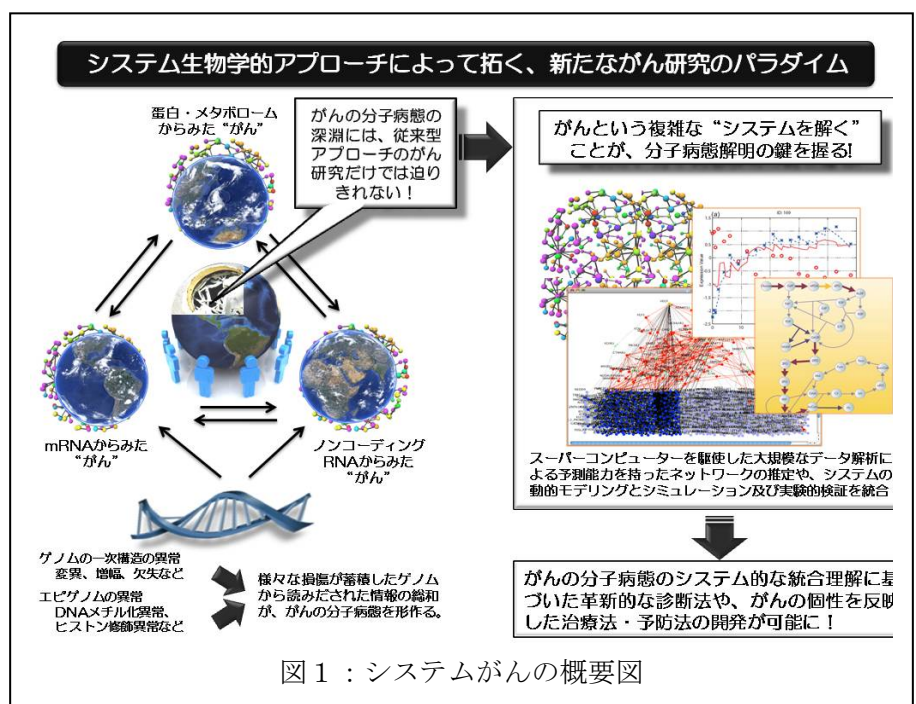 システム生物学的アプローチによって拓く、新たながん研究のパラダイム
蛋白・メタボローム
からみた“がん”
がんの分子病態の
深淵には、従来型
アプローチのがん
研究だけでは迫り
きれない！
mRNAからみた
“がん”
ノンコーディング
RNAからみた
“がん”
ゲノムの一次構造の異常
変異、増幅、欠失など
エピゲノムの異常
DNAメチル化異常、
ヒストン修飾異常など
様々な損傷が蓄積したゲノム
から読みだされた情報の総和
が、がんの分子病態を形作る。
がんという複雑な“システムを解く”
ことが、分子病態解明の鍵を握る!
(a)
スーパーコンピューターを駆使した大規模なデータ解析に
よる予測能力を持ったネットワークの推定や、システムの
動的モデリングとシミュレーション及び実験的検証を統合
がんの分子病態のシステム的な統合理解に基
づいた革新的な診断法や、がんの個性を反映
した治療法・予防法の開発が可能に！
図１：システムがんの概要図